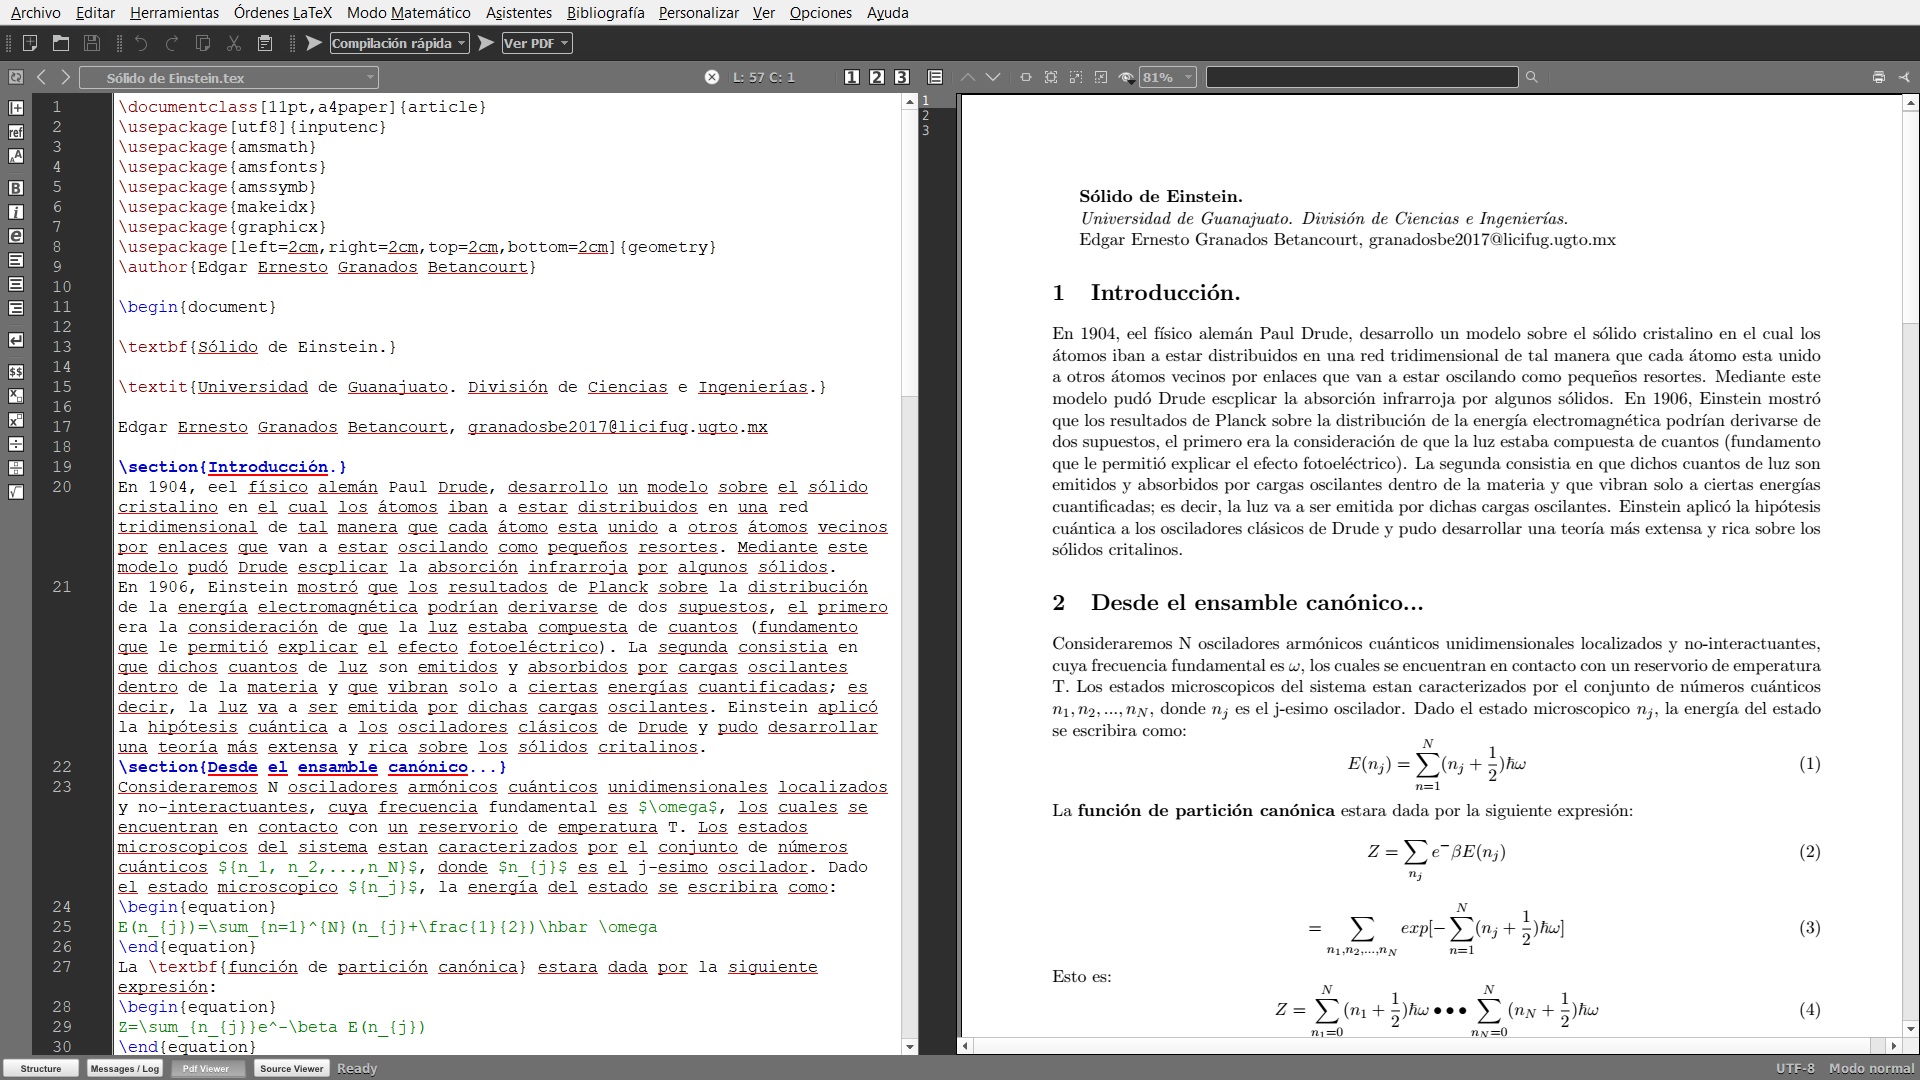 Archivo Editar Herramientas Órdenes LaTeX Modo Matemático Asistentes Bibliografía Personalizar Ver Opciones Ayuda
Compilación rápida Ver PDF
Sólido de Einstein.tex L: 57 C: 1 1 2 3 81%
1 \documentclass[11pt,a4paper]{article}
2 \usepackage[utf8]{inputenc}
3 \usepackage{amsmath}
4 \usepackage{amsfonts}
5 \usepackage{amssymb}
6 \usepackage{makeidx}
7 \usepackage{graphicx}
8 \usepackage[left=2cm,right=2cm,top=2cm,bottom=2cm]{geometry}
9 \author{Edgar Ernesto Granados Betancourt}
10
11 \begin{document}
12
13 \textbf{Sólido de Einstein.}
14
15 \textit{Universidad de Guanajuato. División de Ciencias e Ingenierías.}
16
17 Edgar Ernesto Granados Betancourt, granadosbe2017@licifug.ugto.mx
18
19 \section{Introducción.}
20 En 1904, eel físico alemán Paul Drude, desarrollo un modelo sobre el sólido
cristalino en el cual los átomos iban a estar distribuidos en una red
tridimensional de tal manera que cada átomo esta unido a otros átomos vecinos
por enlaces que van a estar oscilando como pequeños resortes. Mediante este
modelo pudó Drude escplicar la absorción infrarroja por algunos sólidos.
21 En 1906, Einstein mostró que los resultados de Planck sobre la distribución
de la energía electromagnética podrían derivarse de dos supuestos, el primero
era la consideración de que la luz estaba compuesta de cuantos (fundamento
que le permitió explicar el efecto fotoeléctrico). La segunda consistia en
que dichos cuantos de luz son emitidos y absorbidos por cargas oscilantes
dentro de la materia y que vibran solo a ciertas energías cuantificadas; es
decir, la luz va a ser emitida por dichas cargas oscilantes. Einstein aplicó
la hipótesis cuántica a los osciladores clásicos de Drude y pudo desarrollar
una teoría más extensa y rica sobre los sólidos critalinos.
22 \section{Desde el ensamble canónico...}
23 Consideraremos N osciladores armónicos cuánticos unidimensionales localizados
y no-interactuantes, cuya frecuencia fundamental es $\omega$, los cuales se
encuentran en contacto con un reservorio de emperatura T. Los estados
microscopicos del sistema estan caracterizados por el conjunto de números
cuánticos ${n_1, n_2,...,n_N}$, donde $n_{j}$ es el j-esimo oscilador. Dado
el estado microscopico ${n_j}$, la energía del estado se escribira como:
24 \begin{equation}
25 E(n_{j})=\sum_{n=1}^{N}(n_{j}+\frac{1}{2})\hbar \omega
26 \end{equation}
27 La \textbf{función de partición canónica} estara dada por la siguiente
expresión:
28 \begin{equation}
29 Z=\sum_{n_{j}}e^-\beta E(n_{j})
30 \end{equation}
1
2
3
Sólido de Einstein.
Universidad de Guanajuato. División de Ciencias e Ingenierías.
Edgar Ernesto Granados Betancourt, granadosbe2017@licifug.ugto.mx
1 Introducción.
En 1904, eel físico alemán Paul Drude, desarrollo un modelo sobre el sólido cristalino en el cual los
átomos iban a estar distribuidos en una red tridimensional de tal manera que cada átomo esta unido
a otros átomos vecinos por enlaces que van a estar oscilando como pequeños resortes. Mediante este
modelo pudó Drude escplicar la absorción infrarroja por algunos sólidos. En 1906, Einstein mostró
que los resultados de Planck sobre la distribución de la energía electromagnética podrían derivarse de
dos supuestos, el primero era la consideración de que la luz estaba compuesta de cuantos (fundamento
que le permitió explicar el efecto fotoeléctrico). La segunda consistia en que dichos cuantos de luz son
emitidos y absorbidos por cargas oscilantes dentro de la materia y que vibran solo a ciertas energías
cuantificadas; es decir, la luz va a ser emitida por dichas cargas oscilantes. Einstein aplicó la hipótesis
cuántica a los osciladores clásicos de Drude y pudo desarrollar una teoría más extensa y rica sobre los
sólidos critalinos.
2 Desde el ensamble canónico...
Consideraremos N osciladores armónicos cuánticos unidimensionales localizados y no-interactuantes,
cuya frecuencia fundamental es ω, los cuales se encuentran en contacto con un reservorio de emperatura
T. Los estados microscopicos del sistema estan caracterizados por el conjunto de números cuánticos
n_1, n_2, ..., n_N, donde n_j es el j-esimo oscilador. Dado el estado microscopico n_j, la energía del estado
se escribira como:
E(n_j) = ∑_{n=1}^{N} (n_j + 1/2)ħω (1)
La función de partición canónica estara dada por la siguiente expresión:
Z = ∑_{n_j} e^− βE(n_j) (2)
= ∑_{n_1,n_2,...,n_N} exp[− ∑_{n=1}^{N} (n_j + 1/2)ħω] (3)
Esto es:
Z = ∑_{n_1=0}^{N} (n_1 + 1/2)ħω • • • ∑_{n_N=0}^{N} (n_N + 1/2)ħω (4)
Structure Messages / Log Pdf Viewer Source Viewer Ready UTF-8 Modo normal